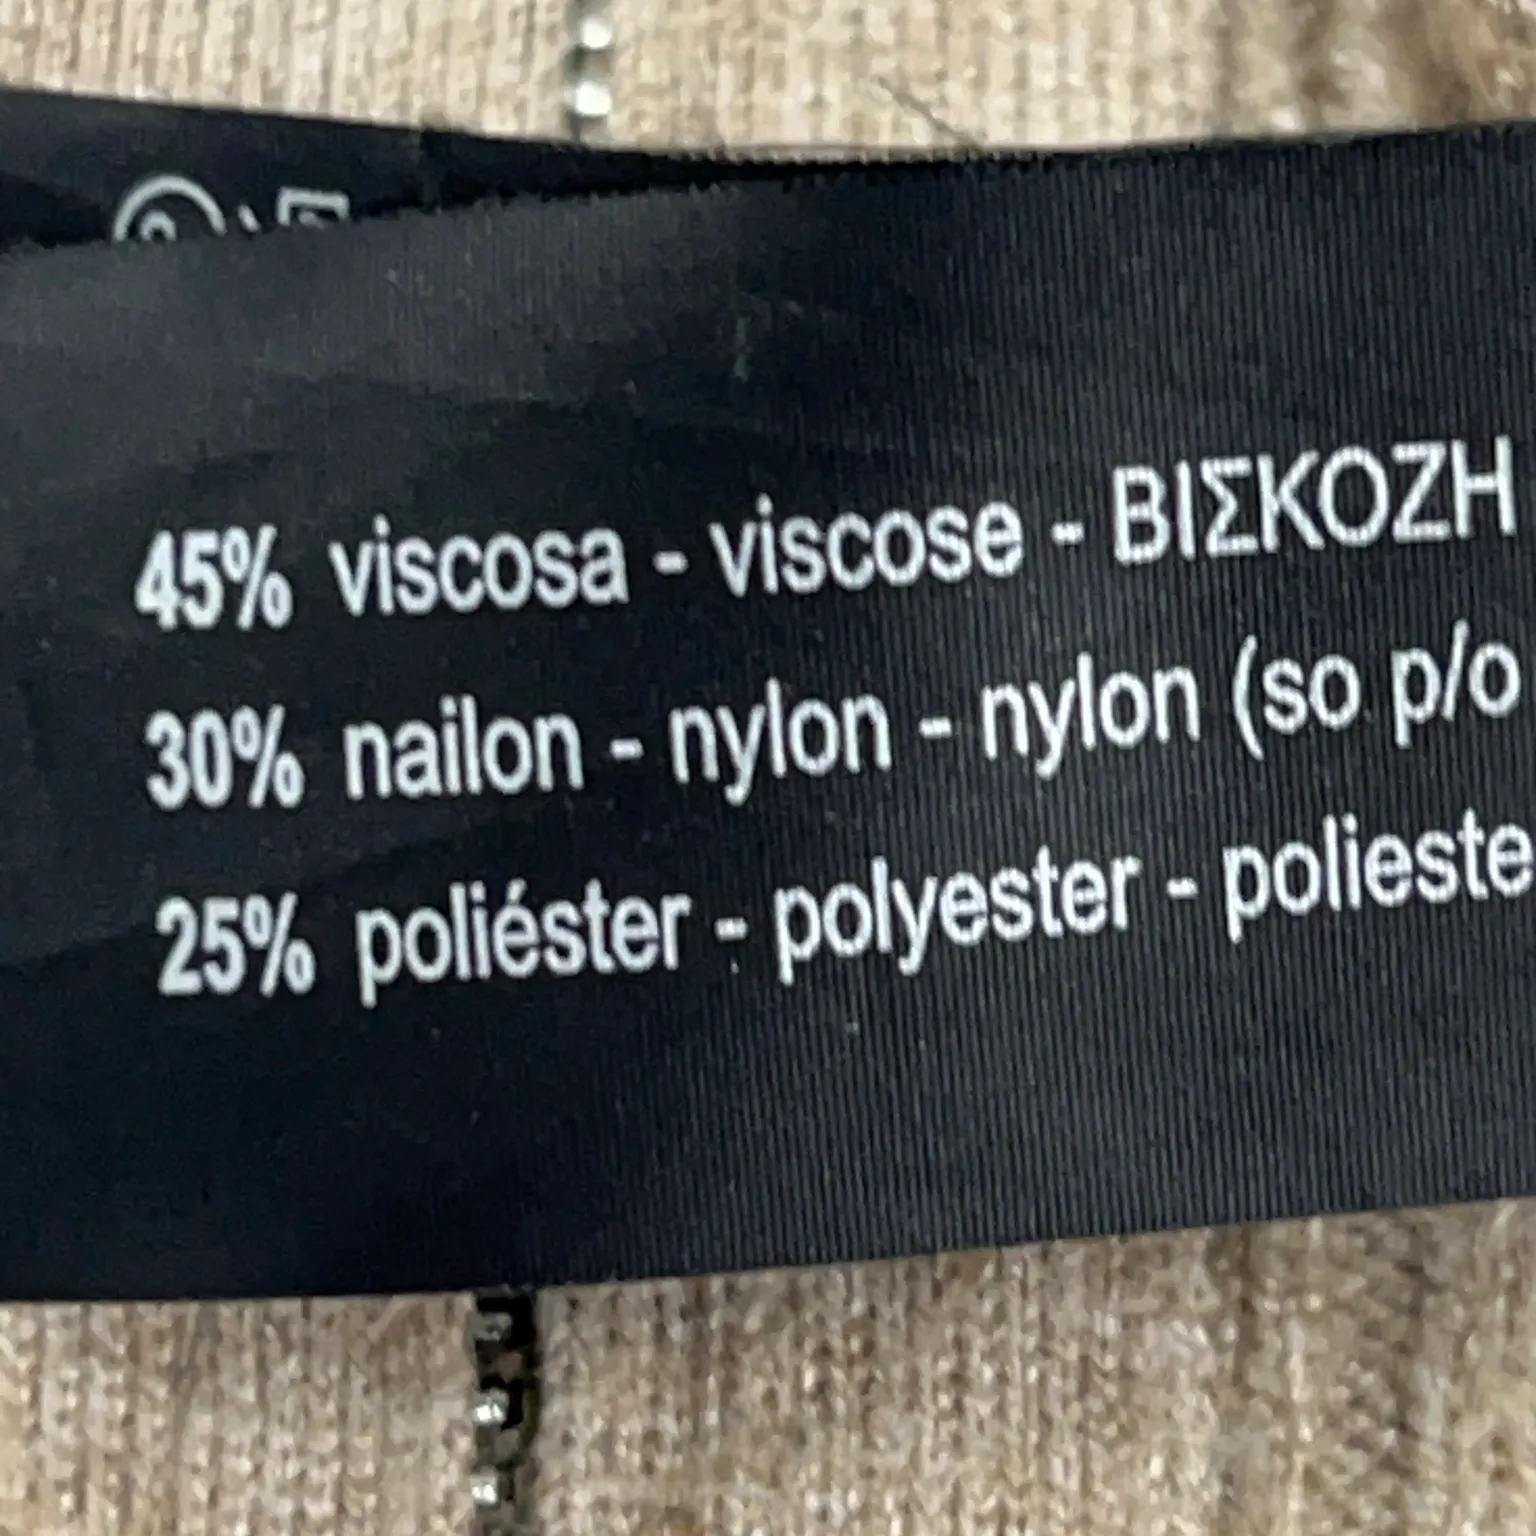 45% viscosa - viscose - ΒΙΣΚΟΖΗ
30% nailon - nylon - nylon (so p/o
25% poliéster - polyester - polieste